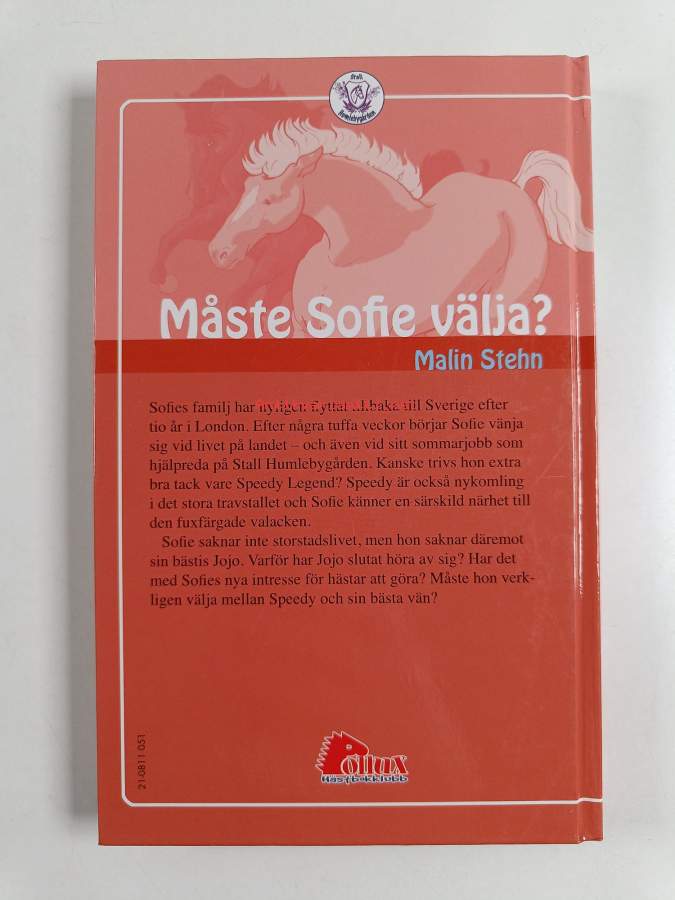 Stall
Humlebygården
Måste Sofie välja?
Malin Stehn
Sofies familj har nyligen flyttat tillbaka till Sverige efter
tio år i London. Efter några tuffa veckor börjar Sofie vänja
sig vid livet på landet – och även vid sitt sommarjobb som
hjälpreda på Stall Humlebygården. Kanske trivs hon extra
bra tack vare Speedy Legend? Speedy är också nykomling
i det stora travstallet och Sofie känner en särskild närhet till
den fuxfärgade valacken.
Sofie saknar inte storstadslivet, men hon saknar däremot
sin bästis Jojo. Varför har Jojo slutat höra av sig? Har det
med Sofies nya intresse för hästar att göra? Måste hon verk-
ligen välja mellan Speedy och sin bästa vän?
21-0811 051
Pollux
Hästbokklubb